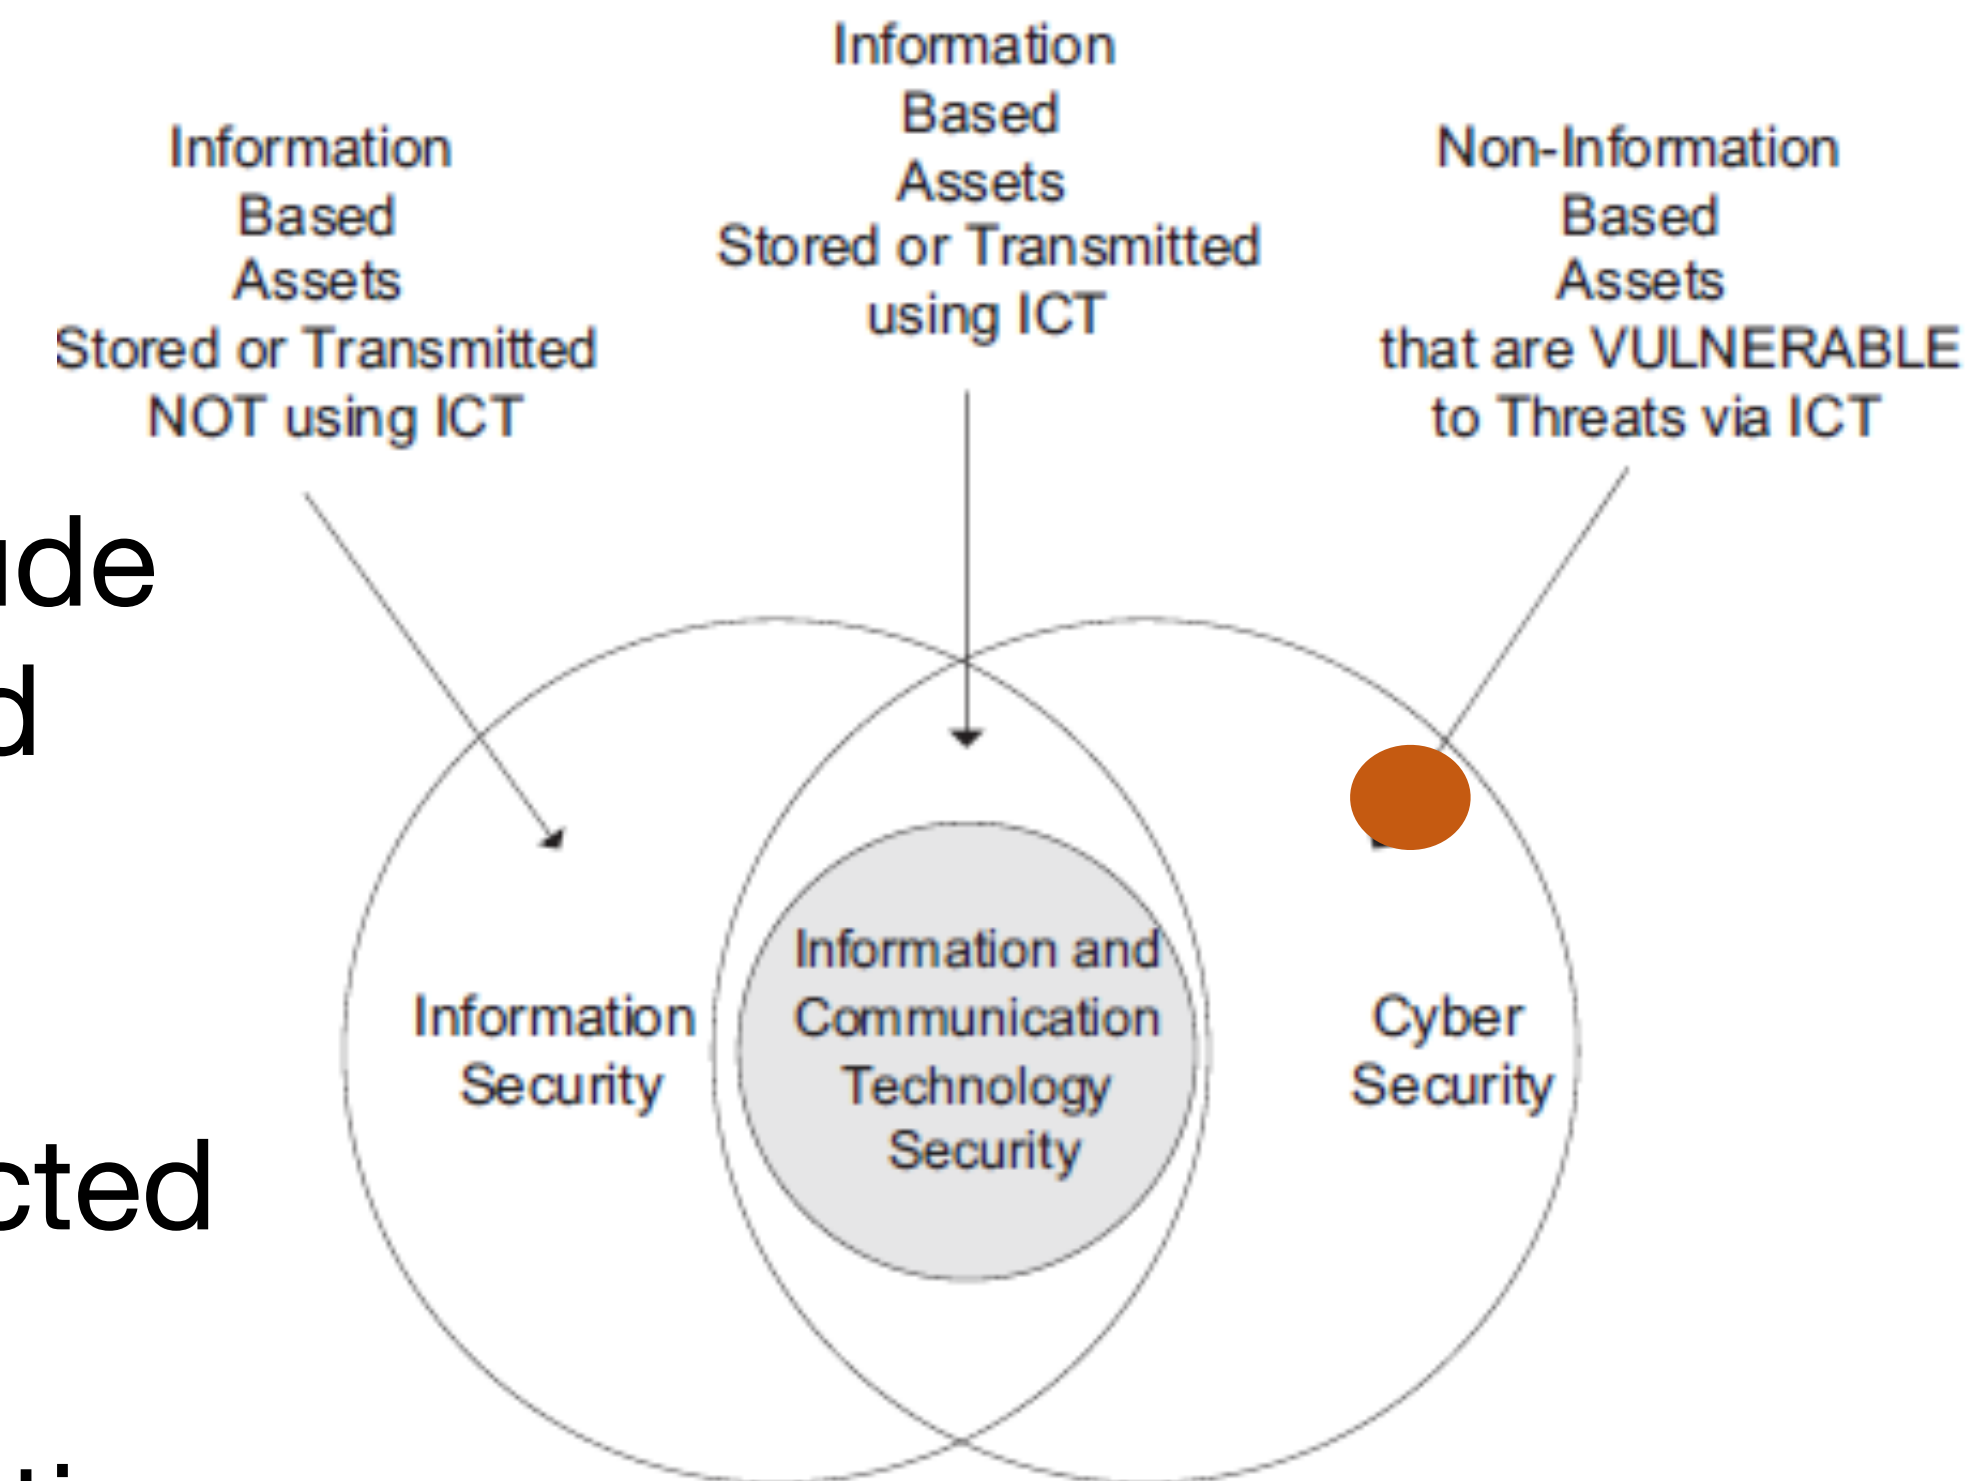 Information
Based
Assets
Stored or Transmitted
NOT using ICT
Information
Based
Assets
Stored or Transmitted
using ICT
Non-Information
Based
Assets
that are VULNERABLE
to Threats via ICT
Information
Security
Information and
Communication
Technology
Security
Cyber
Security
ude
d
cted